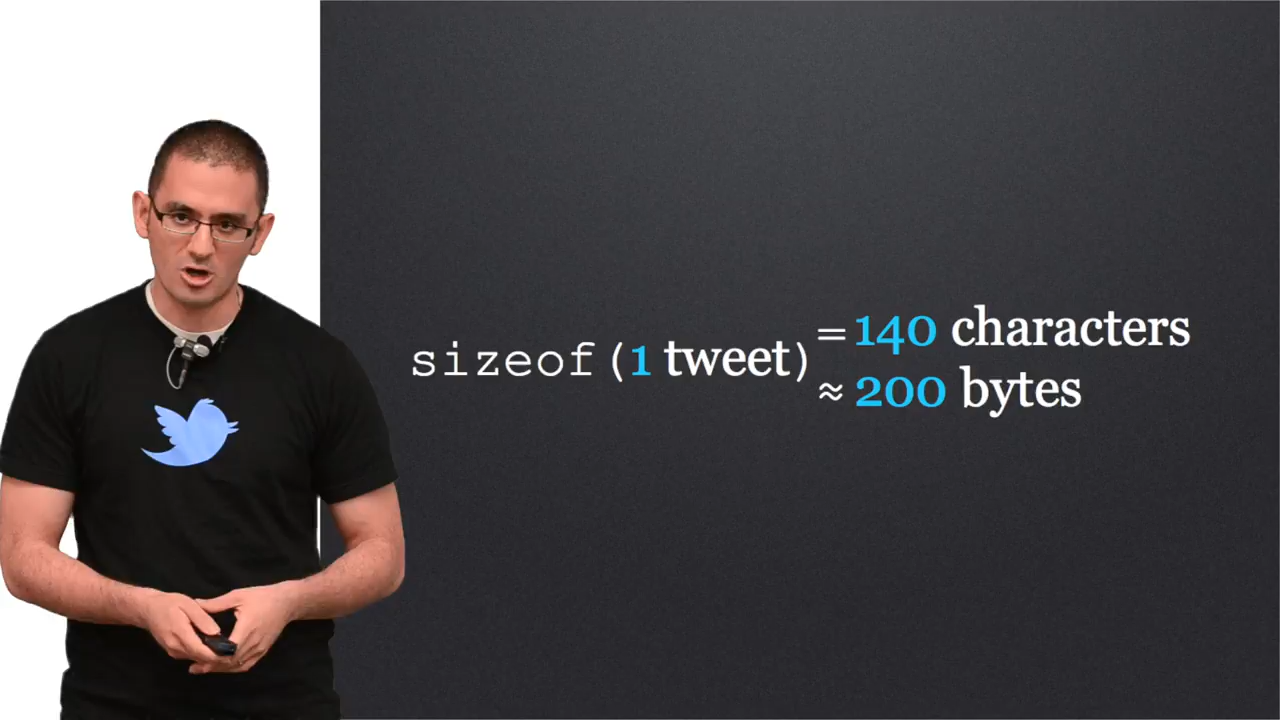 sizeof(1 tweet)
= 140 characters
≈ 200 bytes